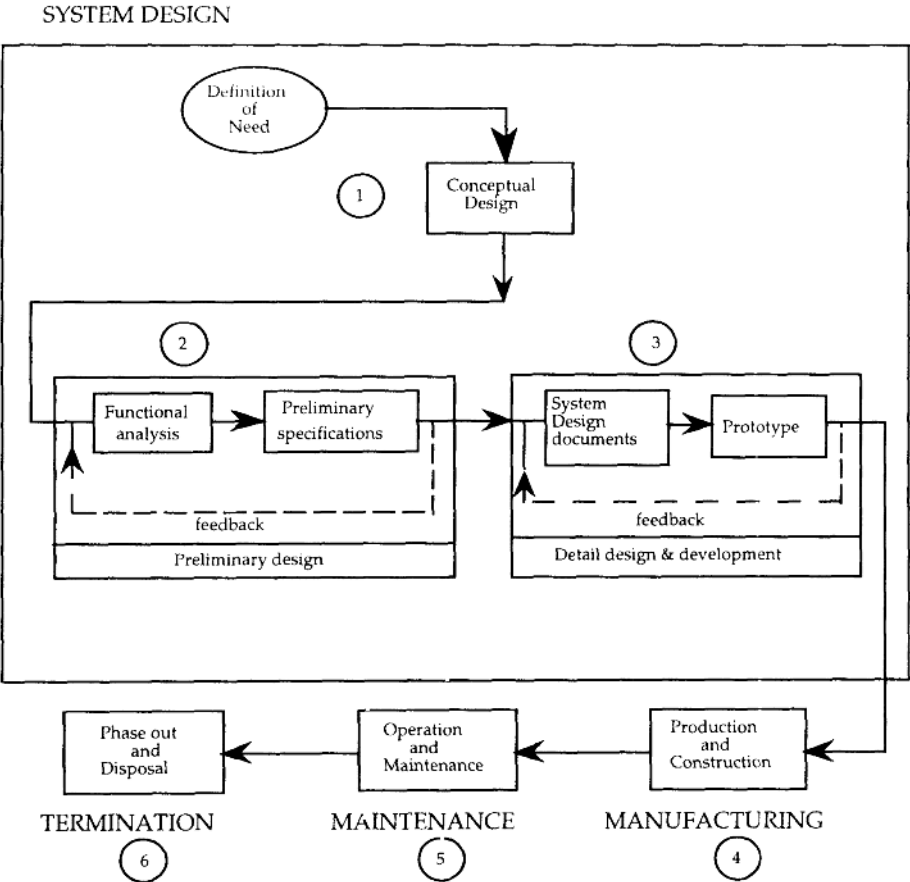 SYSTEM DESIGN
Definition
of
Need
1
Conceptual
Design
2
3
Functional
analysis
Preliminary
specifications
System
Design
documents
Prototype
feedback
feedback
Preliminary design
Detail design & development
Phase out
and
Disposal
Operation
and
Maintenance
Production
and
Construction
TERMINATION
MAINTENANCE
MANUFACTURING
6
5
4